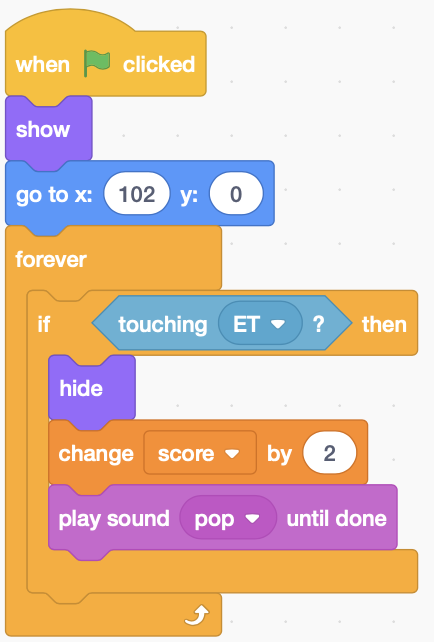 when clicked
show
go to x: 102 y: 0
forever
if touching ET ? then
hide
change score by 2
play sound pop until done